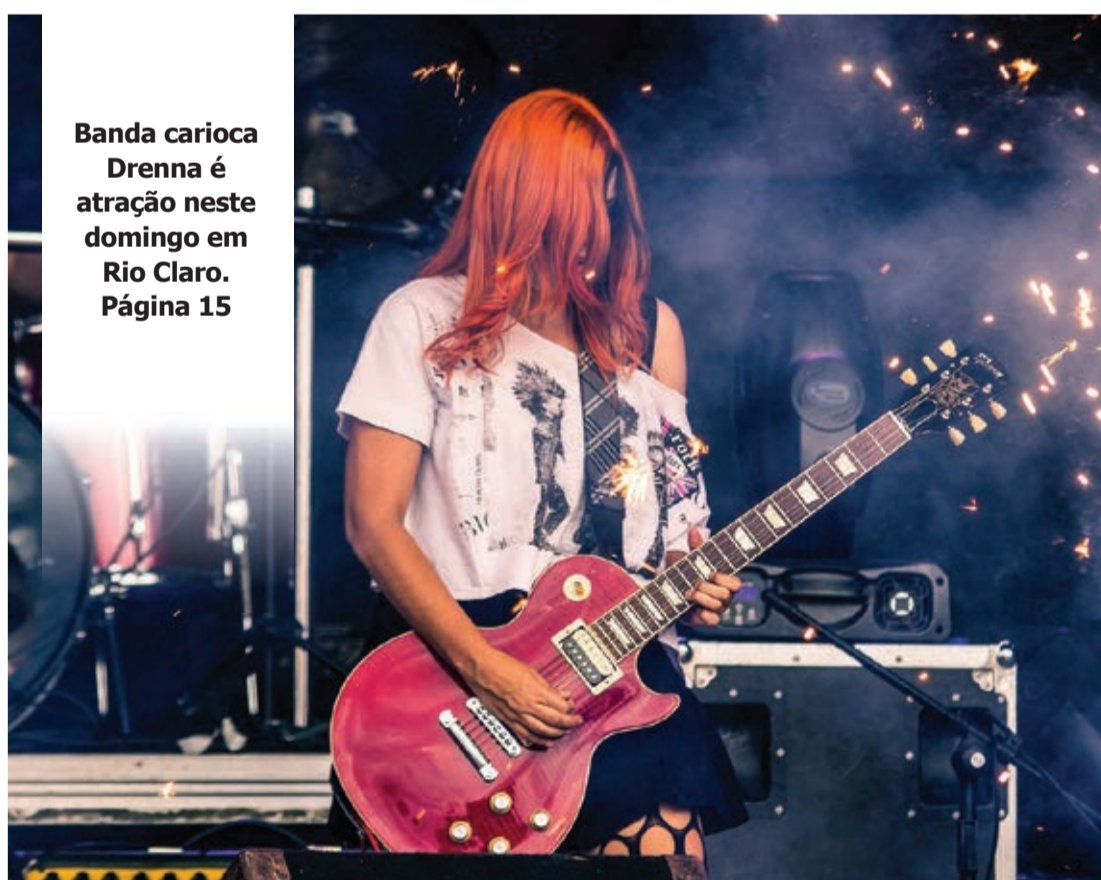 Banda carioca
Drenna é
atração neste
domingo em
Rio Claro.
Página 15